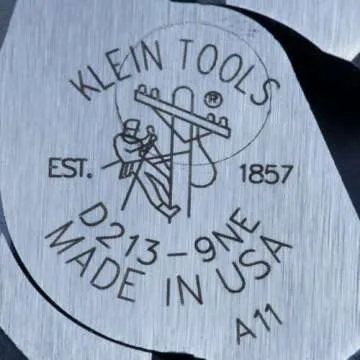 KLEIN TOOLS
®
EST. 1857
D213-9NE
MADE IN USA
A11